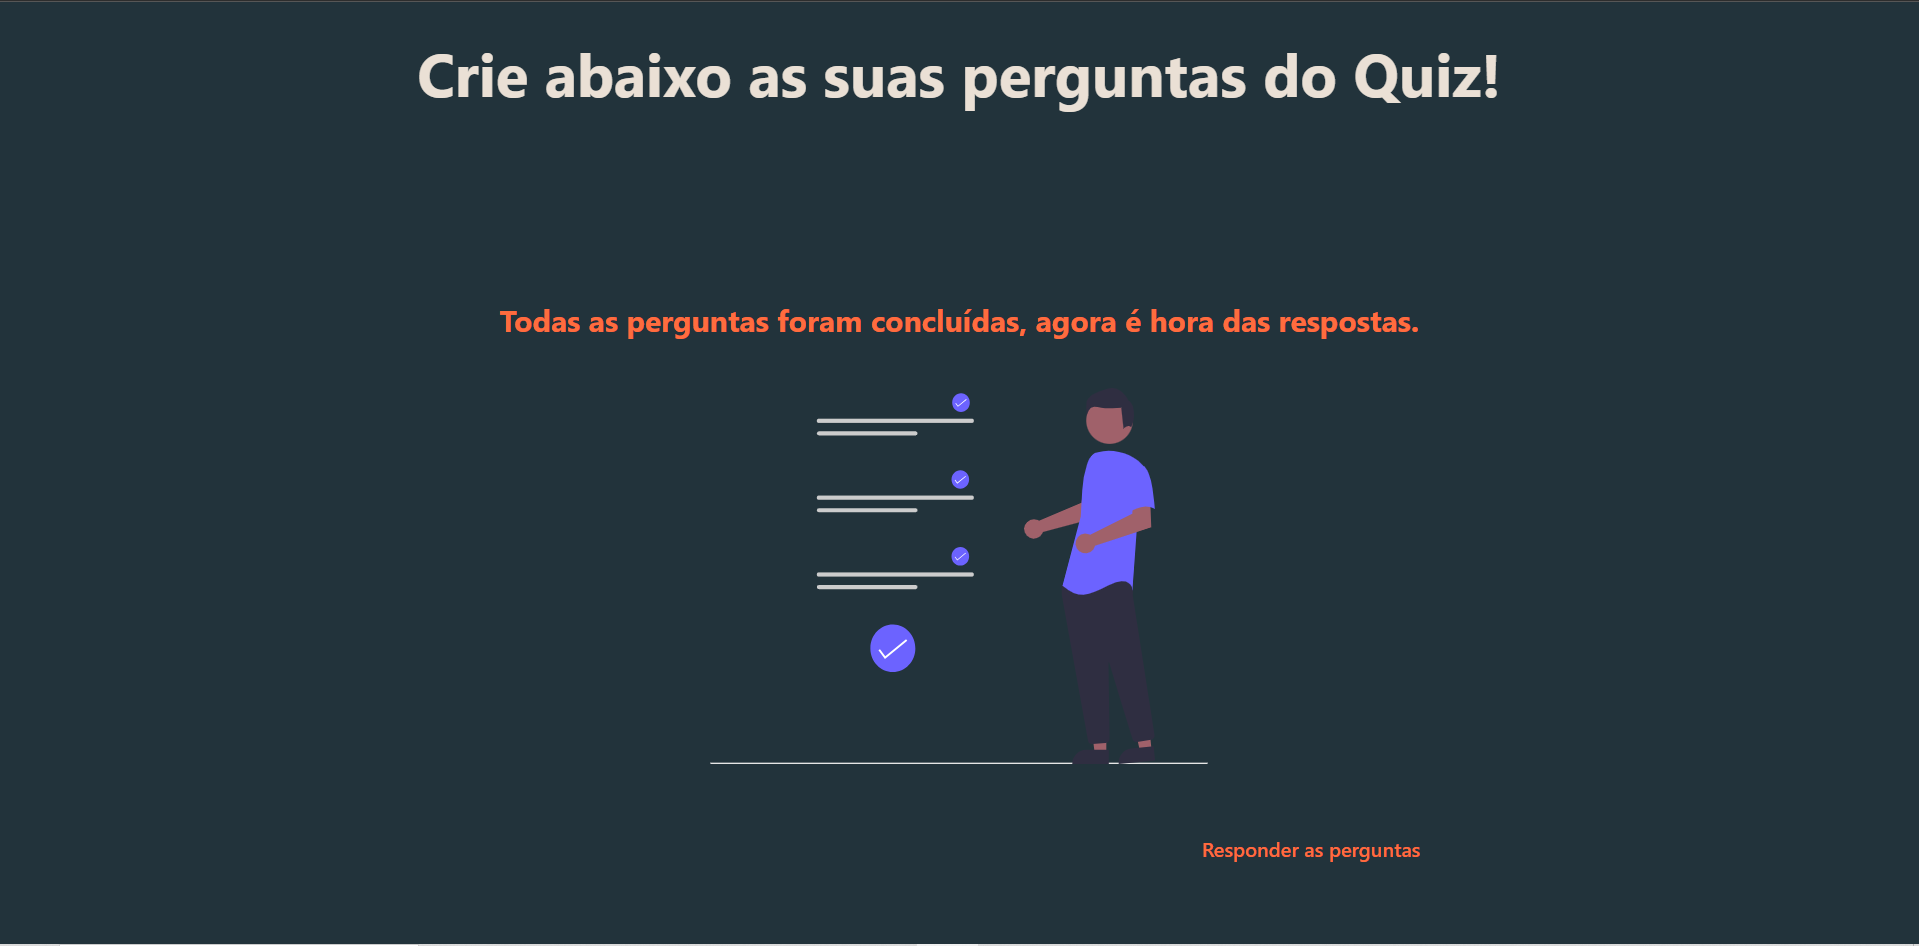 Crie abaixo as suas perguntas do Quiz!
Todas as perguntas foram concluídas, agora é hora das respostas.
Responder as perguntas